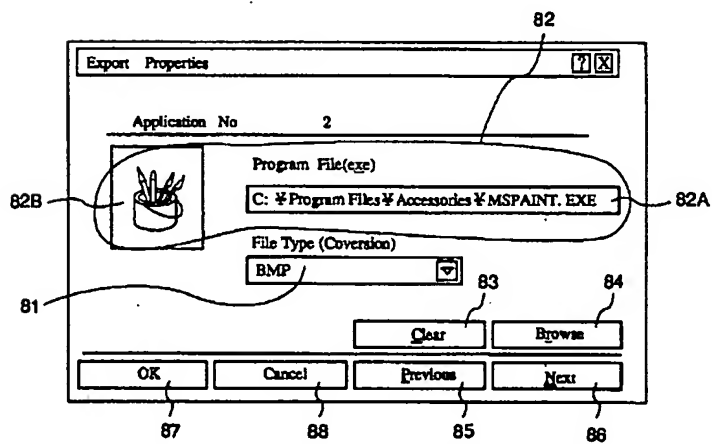 82
Export Properties ? X
Application No 2
Program File(exe)
82B
C: ¥Program Files¥Accessories¥MSPAINT. EXE
82A
File Type (Coversion)
BMP
81
83
84
Clear
Browse
OK
Cancel
Previous
Next
87
88
85
86